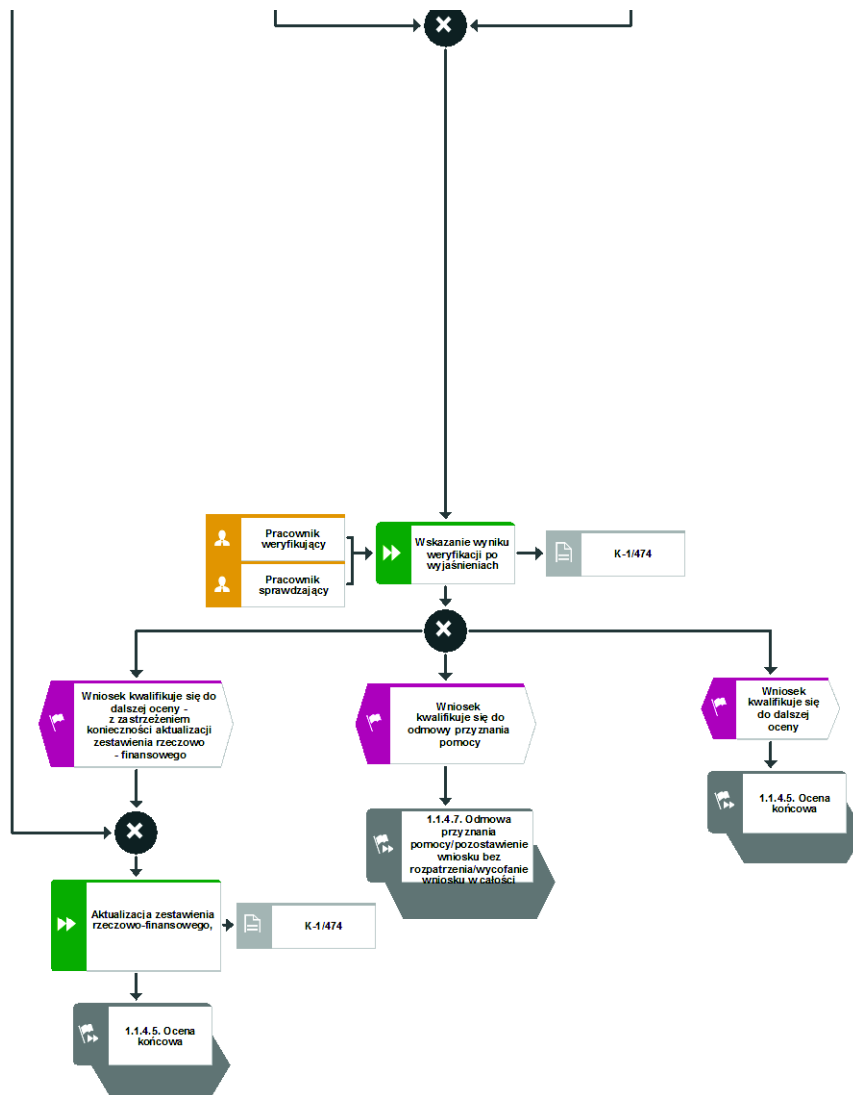 Pracownik
weryfikujący
Pracownik
sprawdzający
Wskazanie wyniku
weryfikacji po
wyjaśnieniach
K-1/474
Wniosek kwalifikuje się do
dalszej oceny -
z zastrzeżeniem
konieczności aktualizacji
zestawienia rzeczowo
- finansowego
Wniosek
kwalifikuje się do
odmowy przyznania
pomocy
Wniosek
kwalifikuje się
do dalszej
oceny
1.1.4.7. Odmowa
przyznania
pomocy/pozostawienie
wniosku bez
rozpatrzenia/wycofanie
wniosku w całości
1.1.4.5. Ocena
końcowa
Aktualizacja zestawienia
rzeczowo-finansowego,
K-1/474
1.1.4.5. Ocena
końcowa